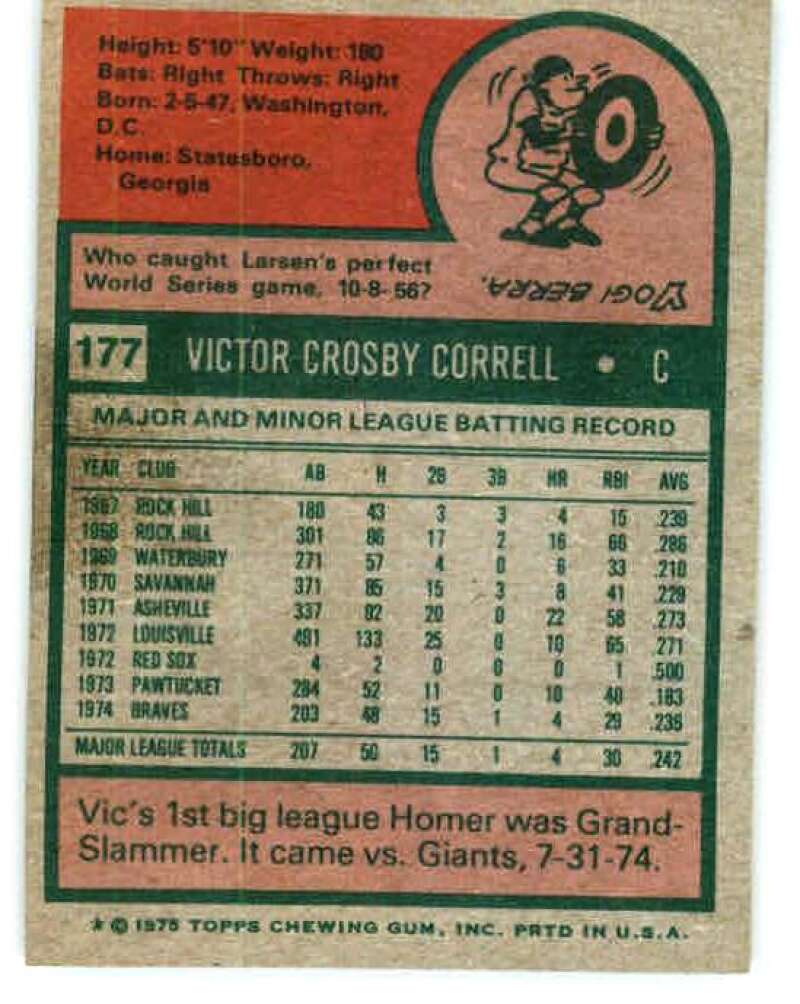 Height: 5'10" Weight: 180
Bats: Right Throws: Right
Born: 2-5-47, Washington,
D.C.
Home: Statesboro,
Georgia
Who caught Larsen's perfect
World Series game, 10-8-56?
YOGI BERRA.
177 VICTOR CROSBY CORRELL • C
MAJOR AND MINOR LEAGUE BATTING RECORD
YEAR CLUB AB H 2B 3B HR RBI AVG
1967 ROCK HILL 180 43 3 3 4 15 .239
1968 ROCK HILL 301 86 17 2 16 66 .286
1969 WATERBURY 271 57 4 0 6 33 .210
1970 SAVANNAH 371 85 15 3 8 41 .229
1971 ASHEVILLE 337 92 20 0 22 58 .273
1972 LOUISVILLE 491 133 25 0 10 65 .271
1972 RED SOX 4 2 0 0 0 1 .500
1973 PAWTUCKET 284 52 11 0 10 40 .183
1974 BRAVES 203 48 15 1 4 29 .236
MAJOR LEAGUE TOTALS 207 50 15 1 4 30 .242
Vic's 1st big league Homer was Grand-
Slammer. It came vs. Giants, 7-31-74.
* © 1975 TOPPS CHEWING GUM, INC. PRTD IN U.S.A.